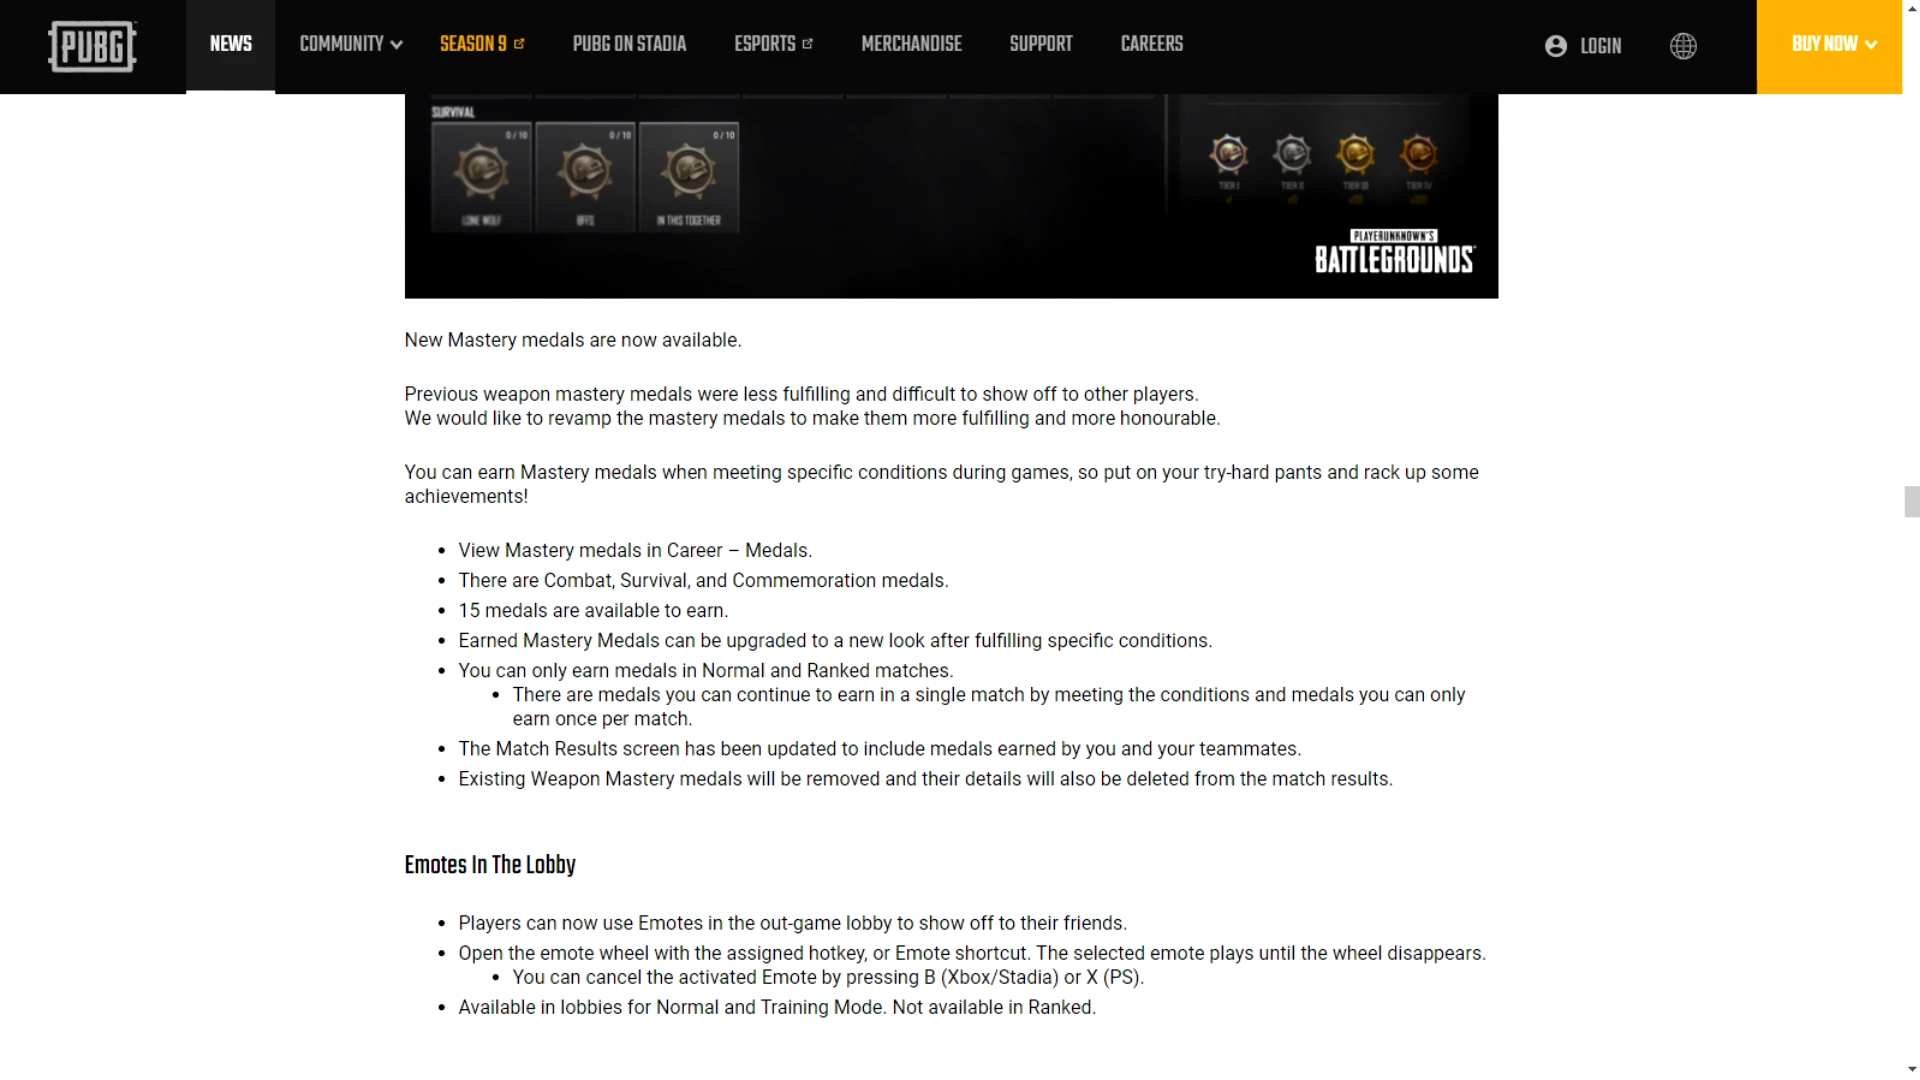 PUBG
NEWS
COMMUNITY
SEASON 9
PUBG ON STADIA
ESPORTS
MERCHANDISE
SUPPORT
CAREERS
LOGIN
BUY NOW
SURVIVAL
0 / 10
0 / 10
0 / 10
LONE WOLF
BFFS
IN THIS TOGETHER
TIER I
TIER II
TIER III
TIER IV
PLAYERUNKNOWN'S
BATTLEGROUNDS
New Mastery medals are now available.
Previous weapon mastery medals were less fulfilling and difficult to show off to other players.
We would like to revamp the mastery medals to make them more fulfilling and more honourable.
You can earn Mastery medals when meeting specific conditions during games, so put on your try-hard pants and rack up some
achievements!
• View Mastery medals in Career – Medals.
• There are Combat, Survival, and Commemoration medals.
• 15 medals are available to earn.
• Earned Mastery Medals can be upgraded to a new look after fulfilling specific conditions.
• You can only earn medals in Normal and Ranked matches.
• There are medals you can continue to earn in a single match by meeting the conditions and medals you can only
earn once per match.
• The Match Results screen has been updated to include medals earned by you and your teammates.
• Existing Weapon Mastery medals will be removed and their details will also be deleted from the match results.
Emotes In The Lobby
• Players can now use Emotes in the out-game lobby to show off to their friends.
• Open the emote wheel with the assigned hotkey, or Emote shortcut. The selected emote plays until the wheel disappears.
• You can cancel the activated Emote by pressing B (Xbox/Stadia) or X (PS).
• Available in lobbies for Normal and Training Mode. Not available in Ranked.